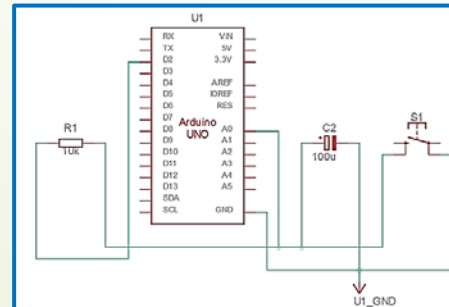 U1
RX
TX
D2
D3
D4
D5
D6
D7
D8
D9
D10
D11
D12
D13
SDA
SCL
Arduino
UNO
V.IN
5V
3.3V
AREF
IOREF
RES
A0
A1
A2
A3
A4
A5
GND
R1
10k
C2
100u
S1
U1_GND